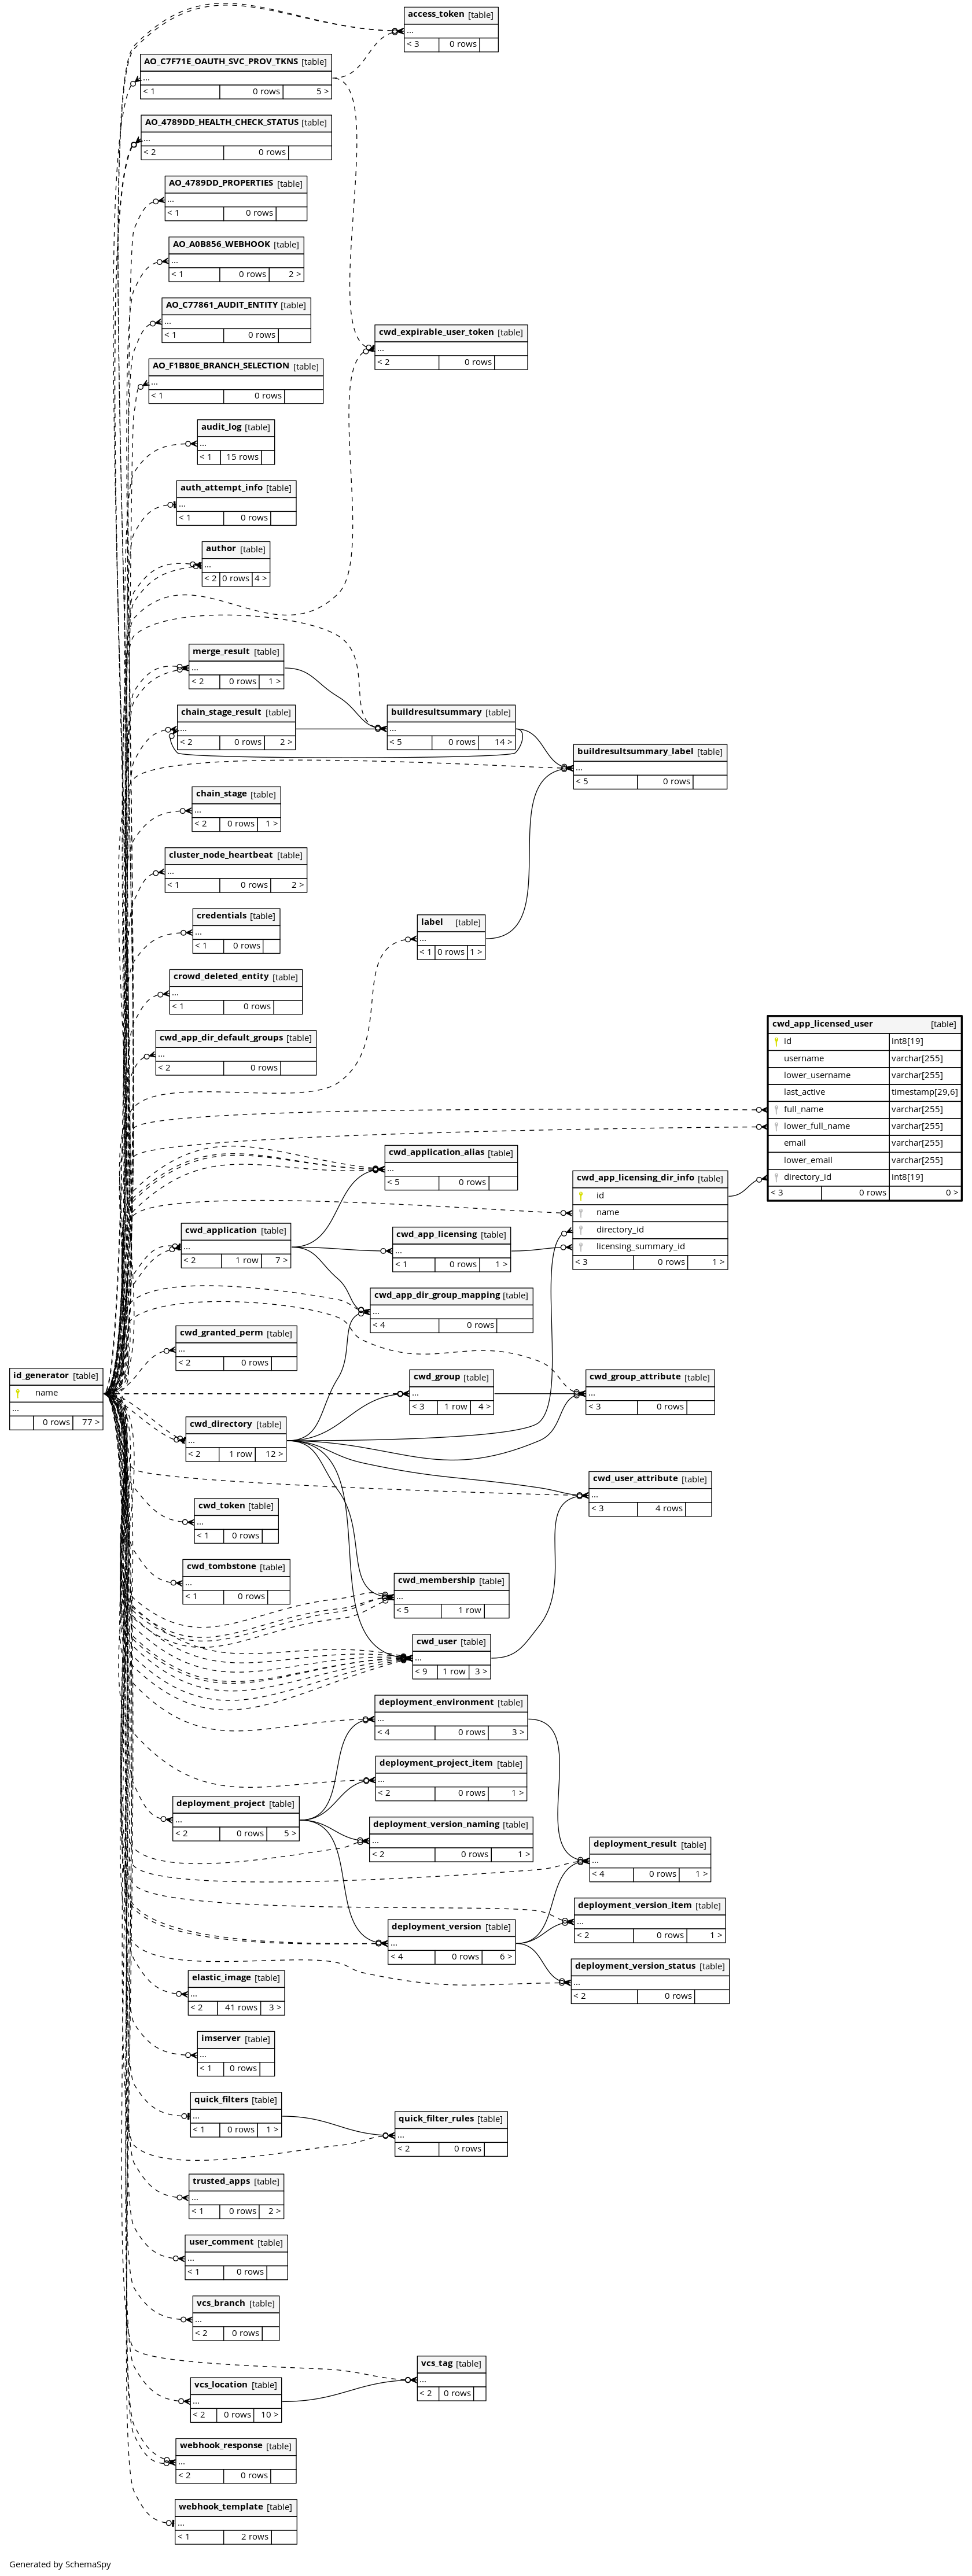 access_token [table]
...
< 3 0 rows
AO_C7F71E_OAUTH_SVC_PROV_TKNS [table]
...
< 1 0 rows 5 >
AO_4789DD_HEALTH_CHECK_STATUS [table]
...
< 2 0 rows
AO_4789DD_PROPERTIES [table]
...
< 1 0 rows
AO_A0B856_WEBHOOK [table]
...
< 1 0 rows 2 >
AO_C77861_AUDIT_ENTITY [table]
...
< 1 0 rows
cwd_expirable_user_token [table]
...
< 2 0 rows
AO_F1B80E_BRANCH_SELECTION [table]
...
< 1 0 rows
audit_log [table]
...
< 1 15 rows
auth_attempt_info [table]
...
< 1 0 rows
author [table]
...
< 2 0 rows 4 >
merge_result [table]
...
< 2 0 rows 1 >
chain_stage_result [table]
...
< 2 0 rows 2 >
buildresultsummary [table]
...
< 5 0 rows 14 >
buildresultsummary_label [table]
...
< 5 0 rows
chain_stage [table]
...
< 2 0 rows 1 >
cluster_node_heartbeat [table]
...
< 1 0 rows 2 >
credentials [table]
...
< 1 0 rows
label [table]
...
< 1 0 rows 1 >
crowd_deleted_entity [table]
...
< 1 0 rows
cwd_app_dir_default_groups [table]
...
< 2 0 rows
cwd_app_licensed_user [table]
id int8[19]
username varchar[255]
lower_username varchar[255]
last_active timestamp[29,6]
full_name varchar[255]
lower_full_name varchar[255]
email varchar[255]
lower_email varchar[255]
directory_id int8[19]
< 3 0 rows 0 >
cwd_application_alias [table]
...
< 5 0 rows
cwd_app_licensing_dir_info [table]
id
name
directory_id
licensing_summary_id
< 3 0 rows 1 >
cwd_application [table]
...
< 2 1 row 7 >
cwd_app_licensing [table]
...
< 1 0 rows 1 >
cwd_app_dir_group_mapping [table]
...
< 4 0 rows
cwd_granted_perm [table]
...
< 2 0 rows
id_generator [table]
name
...
0 rows 77 >
cwd_group [table]
...
< 3 1 row 4 >
cwd_group_attribute [table]
...
< 3 0 rows
cwd_directory [table]
...
< 2 1 row 12 >
cwd_user_attribute [table]
...
< 3 4 rows
cwd_token [table]
...
< 1 0 rows
cwd_tombstone [table]
...
< 1 0 rows
cwd_membership [table]
...
< 5 1 row
cwd_user [table]
...
< 9 1 row 3 >
deployment_environment [table]
...
< 4 0 rows 3 >
deployment_project_item [table]
...
< 2 0 rows 1 >
deployment_project [table]
...
< 2 0 rows 5 >
deployment_version_naming [table]
...
< 2 0 rows 1 >
deployment_result [table]
...
< 4 0 rows 1 >
deployment_version_item [table]
...
< 2 0 rows 1 >
deployment_version [table]
...
< 4 0 rows 6 >
deployment_version_status [table]
...
< 2 0 rows
elastic_image [table]
...
< 2 41 rows 3 >
imserver [table]
...
< 1 0 rows
quick_filters [table]
...
< 1 0 rows 1 >
quick_filter_rules [table]
...
< 2 0 rows
trusted_apps [table]
...
< 1 0 rows 2 >
user_comment [table]
...
< 1 0 rows
vcs_branch [table]
...
< 2 0 rows
vcs_tag [table]
...
< 2 0 rows
vcs_location [table]
...
< 2 0 rows 10 >
webhook_response [table]
...
< 2 0 rows
webhook_template [table]
...
< 1 2 rows
Generated by SchemaSpy